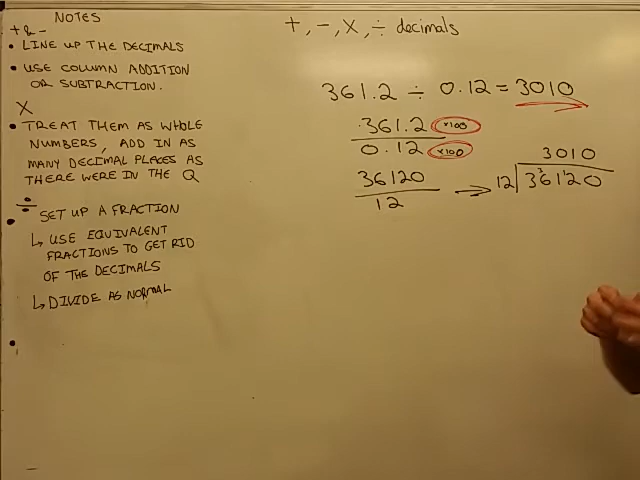 NOTES
+ & -
• LINE UP THE DECIMALS
• USE COLUMN ADDITION
OR SUBTRACTION.
X
• TREAT THEM AS WHOLE
NUMBERS, ADD IN AS
MANY DECIMAL PLACES AS
THERE WERE IN THE Q
÷
• SET UP A FRACTION
↳ USE EQUIVALENT
FRACTIONS TO GET RID
OF THE DECIMALS
↳ DIVIDE AS NORMAL
•
+, -, X, ÷ decimals
361.2 ÷ 0.12 = 3010
361.2 ×100
0.12 ×100
36120
12
→
3010
12 36120